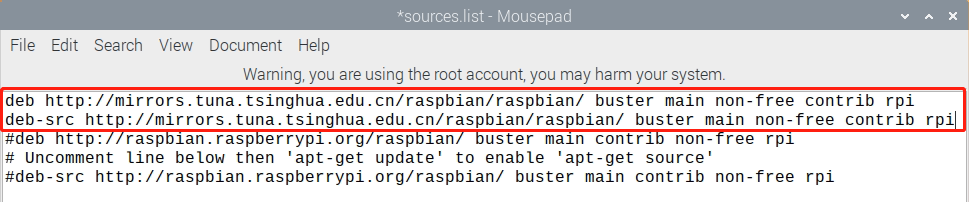 *sources.list - Mousepad
File Edit Search View Document Help
Warning, you are using the root account, you may harm your system.
deb http://mirrors.tuna.tsinghua.edu.cn/raspbian/raspbian/ buster main non-free contrib rpi
deb-src http://mirrors.tuna.tsinghua.edu.cn/raspbian/raspbian/ buster main non-free contrib rpi
#deb http://raspbian.raspberrypi.org/raspbian/ buster main contrib non-free rpi
# Uncomment line below then 'apt-get update' to enable 'apt-get source'
#deb-src http://raspbian.raspberrypi.org/raspbian/ buster main contrib non-free rpi